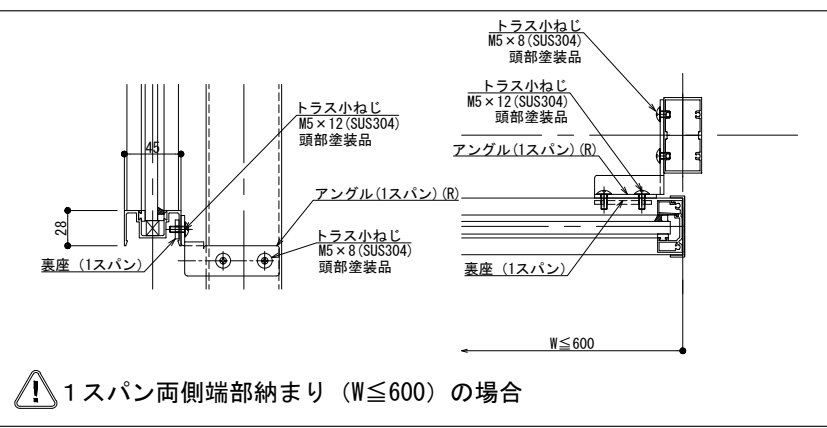 トラス小ねじ
M5×12(SUS304)
頭部塗装品
45
28
アングル(1スパン)(R)
裏座 (1スパン)
トラス小ねじ
M5×8(SUS304)
頭部塗装品
トラス小ねじ
M5×8(SUS304)
頭部塗装品
トラス小ねじ
M5×12(SUS304)
頭部塗装品
アングル(1スパン)(R)
裏座 (1スパン)
W≦600
1スパン両側端部納まり (W≦600) の場合